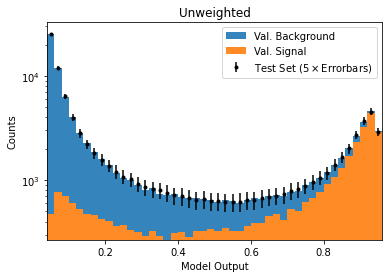 Unweighted
Val. Background
Val. Signal
Test Set (5 × Errorbars)
Counts
10⁴
10³
0.2 0.4 0.6 0.8
Model Output